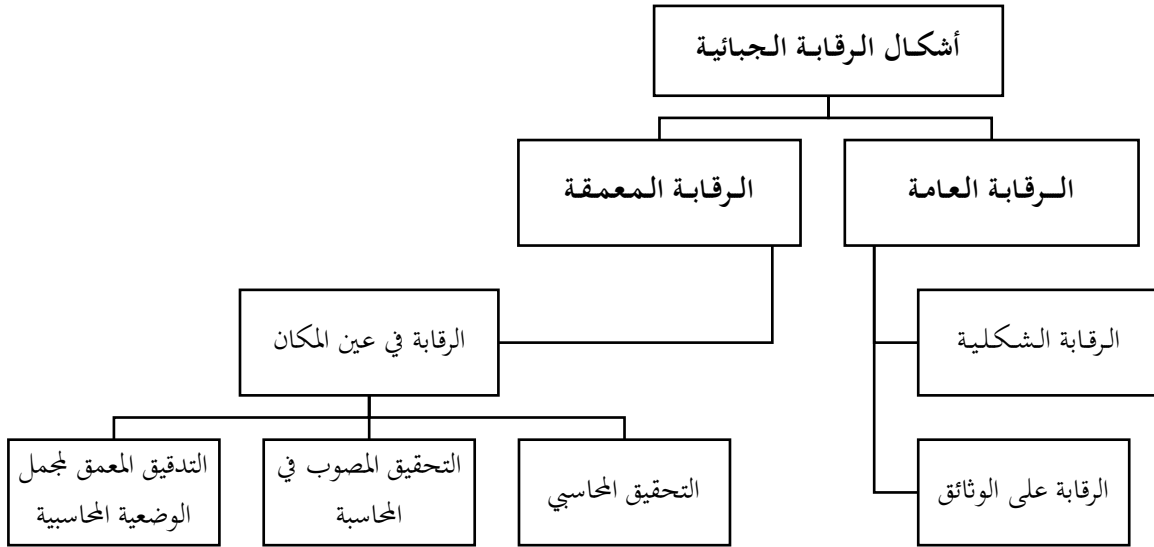 أشكال الرقابة الجبائية
الرقابة العامة
الرقابة المعمقة
الرقابة في عين المكان
الرقابة الشكلية
التحقيق المحاسبي
التحقيق المصوب في
المحاسبة
التدقيق المعمق لمجمل
الوضعية المحاسبية
الرقابة على الوثائق